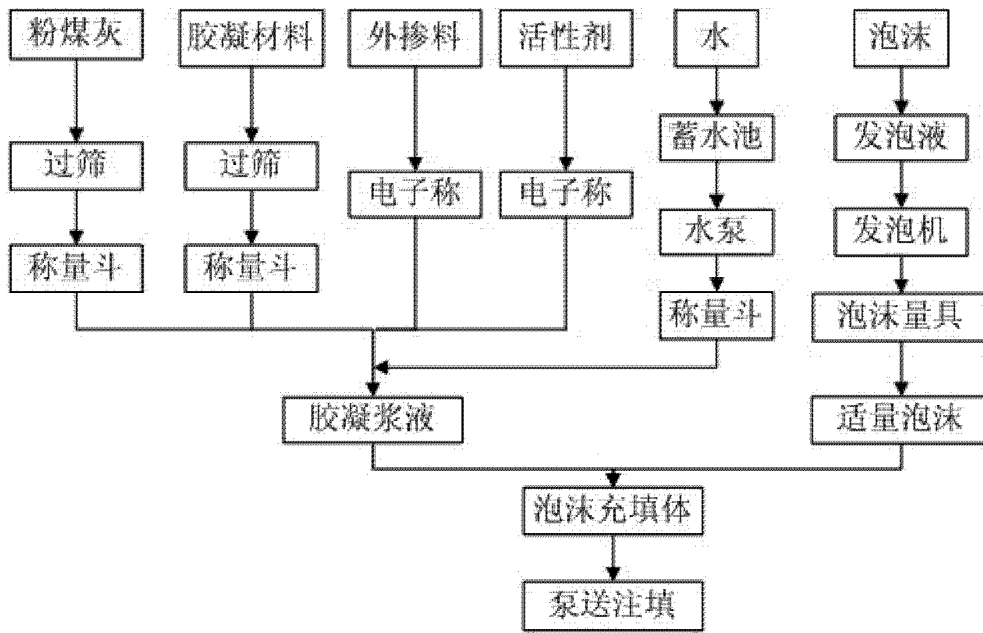 粉煤灰
胶凝材料
外掺料
活性剂
水
泡沫
过筛
过筛
电子称
电子称
蓄水池
发泡液
水泵
发泡机
称量斗
称量斗
称量斗
泡沫量具
胶凝浆液
适量泡沫
泡沫充填体
泵送注填